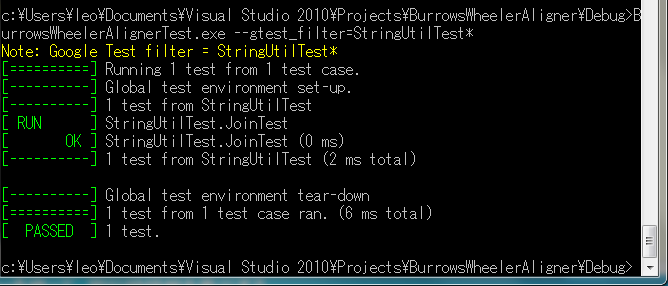 c:¥Users¥leo¥Documents¥Visual Studio 2010¥Projects¥BurrowsWheelerAligner¥Debug>B
urrowsWheelerAlignerTest.exe --gtest_filter=StringUtilTest*
Note: Google Test filter = StringUtilTest*
[==========] Running 1 test from 1 test case.
[----------] Global test environment set-up.
[----------] 1 test from StringUtilTest
[ RUN      ] StringUtilTest.JoinTest
[       OK ] StringUtilTest.JoinTest (0 ms)
[----------] 1 test from StringUtilTest (2 ms total)
[----------] Global test environment tear-down
[==========] 1 test from 1 test case ran. (6 ms total)
[  PASSED  ] 1 test.
c:¥Users¥leo¥Documents¥Visual Studio 2010¥Projects¥BurrowsWheelerAligner¥Debug>